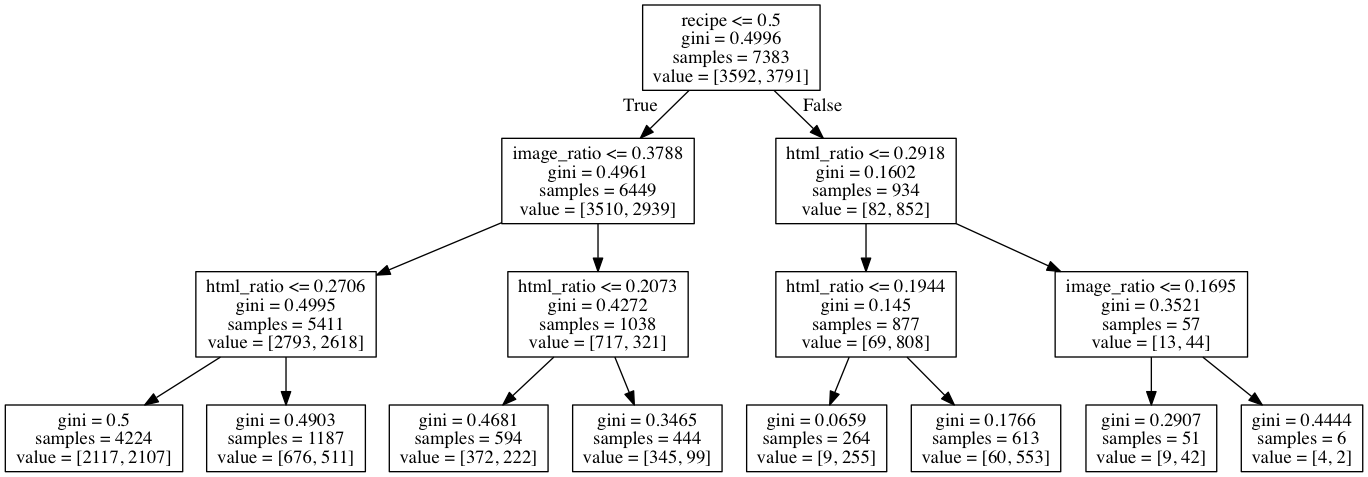 recipe <= 0.5
gini = 0.4996
samples = 7383
value = [3592, 3791]
True
False
image_ratio <= 0.3788
gini = 0.4961
samples = 6449
value = [3510, 2939]
html_ratio <= 0.2918
gini = 0.1602
samples = 934
value = [82, 852]
html_ratio <= 0.2706
gini = 0.4995
samples = 5411
value = [2793, 2618]
html_ratio <= 0.2073
gini = 0.4272
samples = 1038
value = [717, 321]
html_ratio <= 0.1944
gini = 0.145
samples = 877
value = [69, 808]
image_ratio <= 0.1695
gini = 0.3521
samples = 57
value = [13, 44]
gini = 0.5
samples = 4224
value = [2117, 2107]
gini = 0.4903
samples = 1187
value = [676, 511]
gini = 0.4681
samples = 594
value = [372, 222]
gini = 0.3465
samples = 444
value = [345, 99]
gini = 0.0659
samples = 264
value = [9, 255]
gini = 0.1766
samples = 613
value = [60, 553]
gini = 0.2907
samples = 51
value = [9, 42]
gini = 0.4444
samples = 6
value = [4, 2]